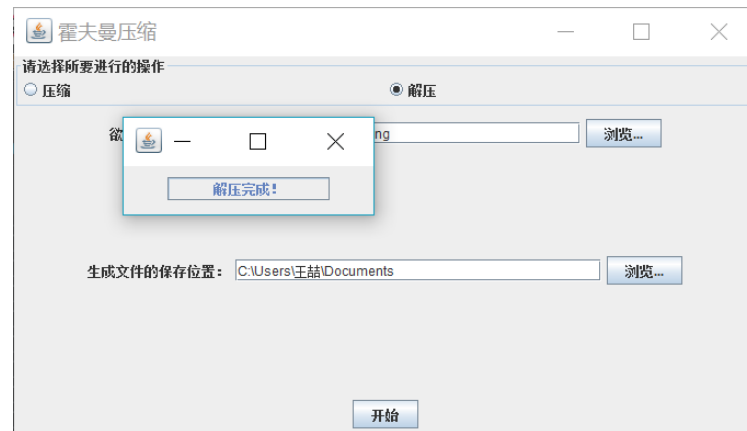 霍夫曼压缩
请选择所要进行的操作
压缩
解压
欲
ng
浏览...
解压完成!
生成文件的保存位置: C:\Users\王喆\Documents
浏览...
开始